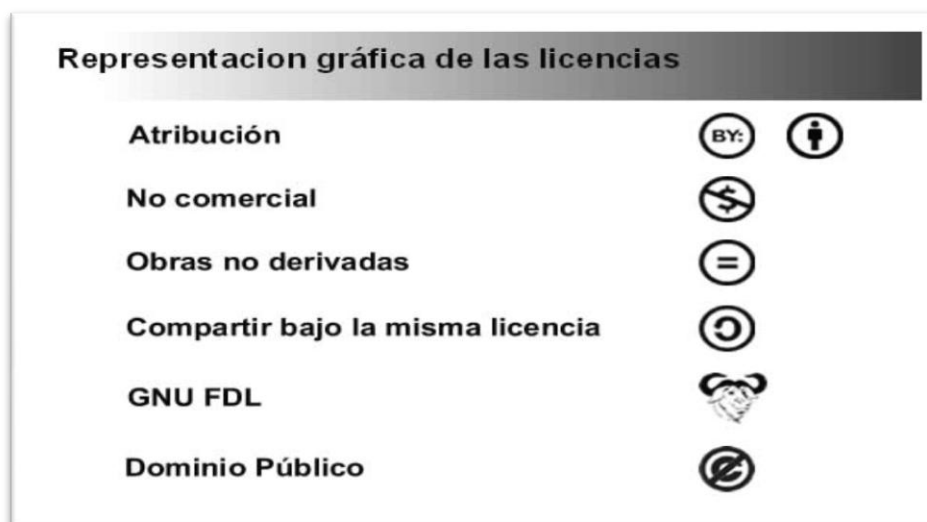 Representacion gráfica de las licencias
Atribución BY:
No comercial
Obras no derivadas
Compartir bajo la misma licencia
GNU FDL
Dominio Público